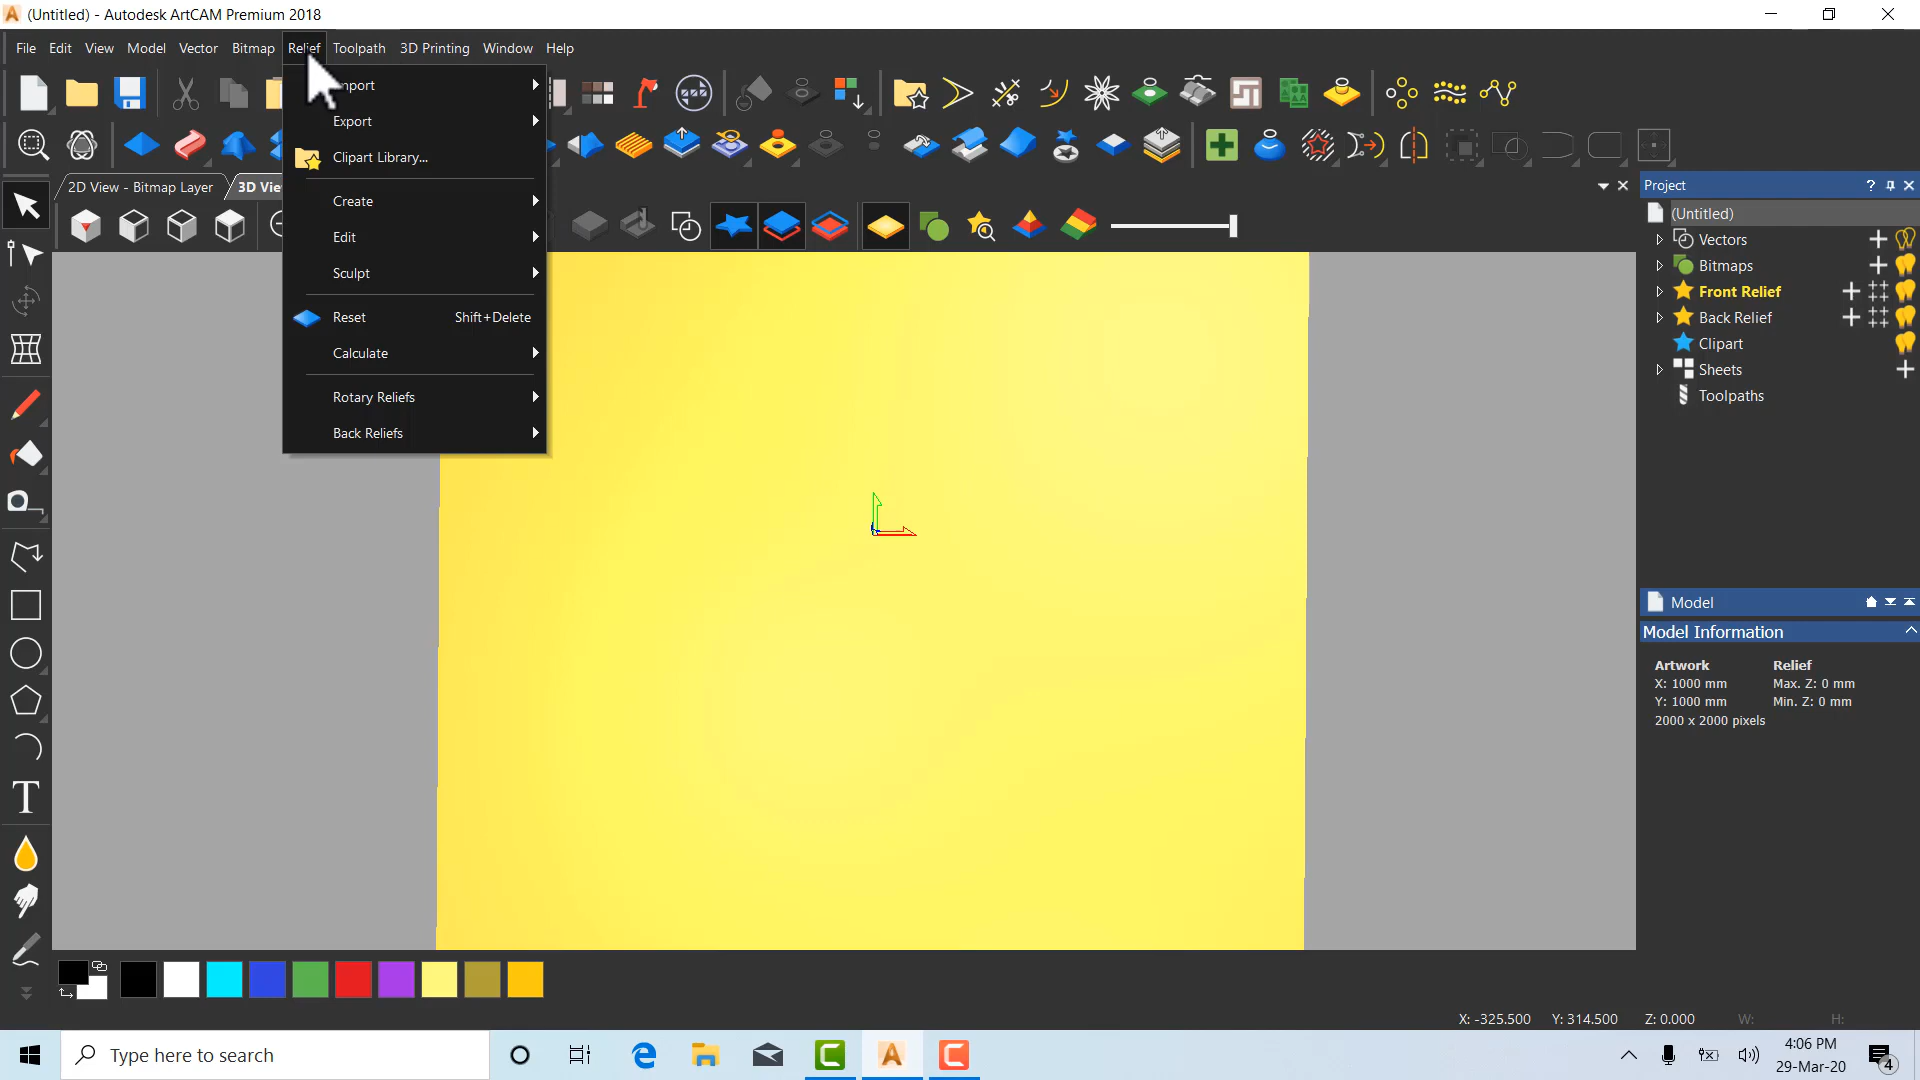 (Untitled) - Autodesk ArtCAM Premium 2018
File Edit View Model Vector Bitmap Relief Toolpath 3D Printing Window Help
Export
Clipart Library...
Create
Edit
Sculpt
Reset Shift+Delete
Calculate
Rotary Reliefs
Back Reliefs
2D View - Bitmap Layer
Project
(Untitled)
Vectors
Bitmaps
Front Relief
Back Relief
Clipart
Sheets
Toolpaths
Model
Model Information
Artwork Relief
X: 1000 mm Max. Z: 0 mm
Y: 1000 mm Min. Z: 0 mm
2000 x 2000 pixels
X: -325.500 Y: 314.500 Z: 0.000 W: H:
Type here to search
4:06 PM
29-Mar-20
4